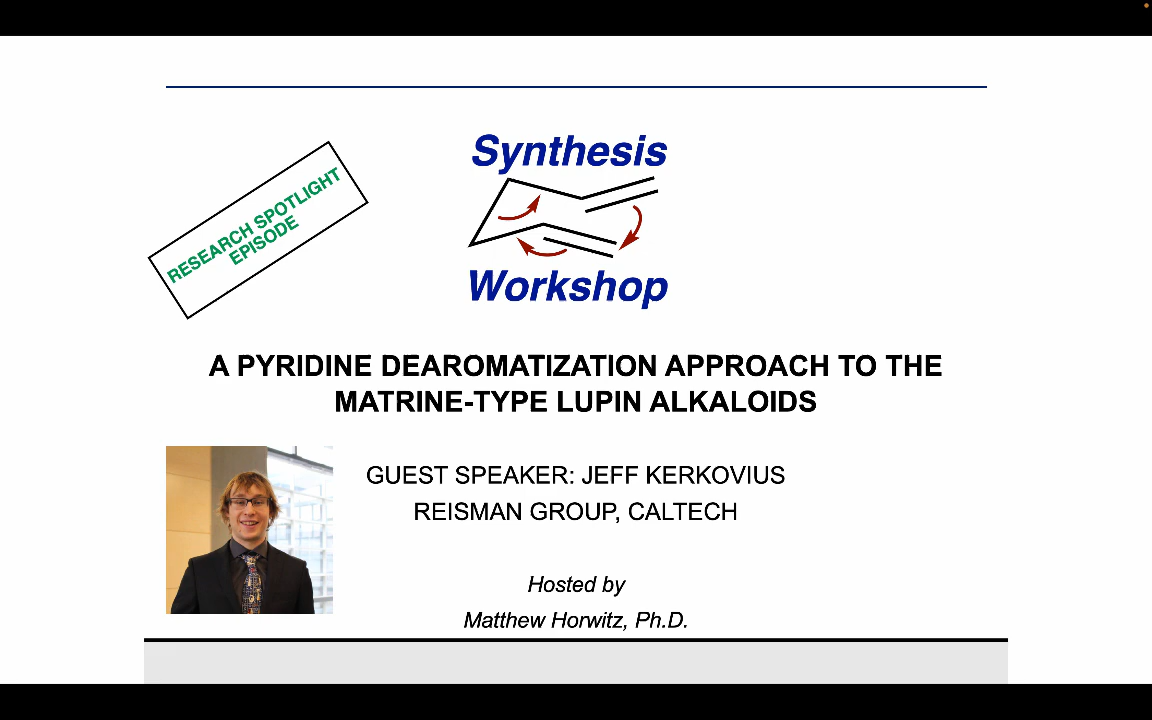 RESEARCH SPOTLIGHT
EPISODE
Synthesis
Workshop
A PYRIDINE DEAROMATIZATION APPROACH TO THE
MATRINE-TYPE LUPIN ALKALOIDS
GUEST SPEAKER: JEFF KERKOVIUS
REISMAN GROUP, CALTECH
Hosted by
Matthew Horwitz, Ph.D.